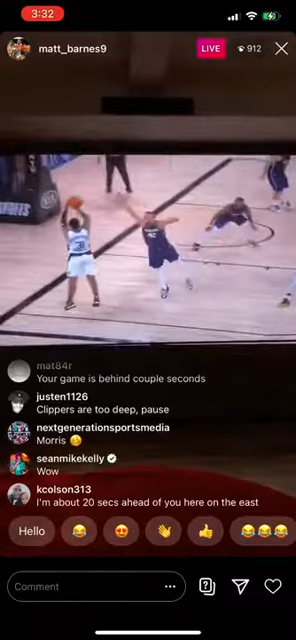 3:32
matt_barnes9
LIVE
912
KIA
mat84r
Your game is behind couple seconds
justen1126
Clippers are too deep, pause
nextgenerationsportsmedia
Morris 🥴
seanmikekelly
Wow
kcolson313
I'm about 20 secs ahead of you here on the east
Hello
Comment